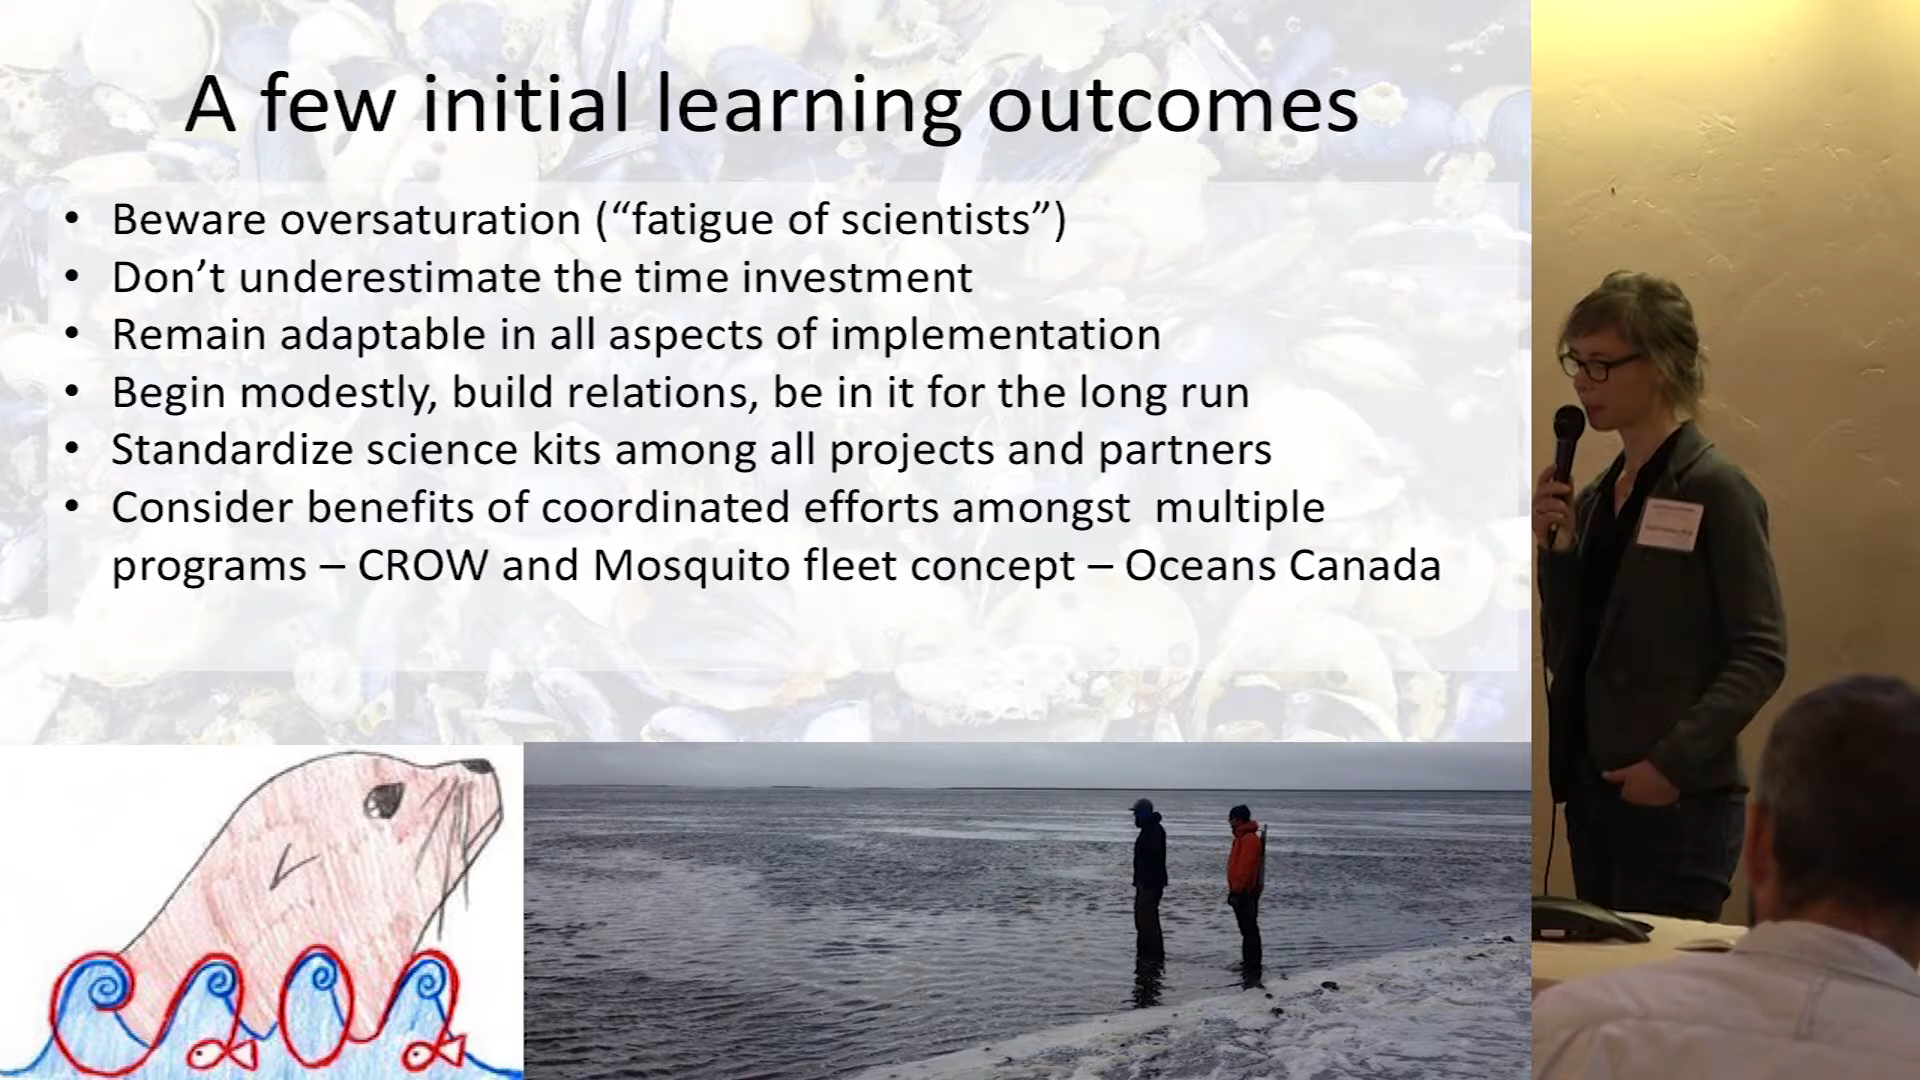 A few initial learning outcomes
• Beware oversaturation (“fatigue of scientists”)
• Don’t underestimate the time investment
• Remain adaptable in all aspects of implementation
• Begin modestly, build relations, be in it for the long run
• Standardize science kits among all projects and partners
• Consider benefits of coordinated efforts amongst  multiple
programs – CROW and Mosquito fleet concept – Oceans Canada
C2O2